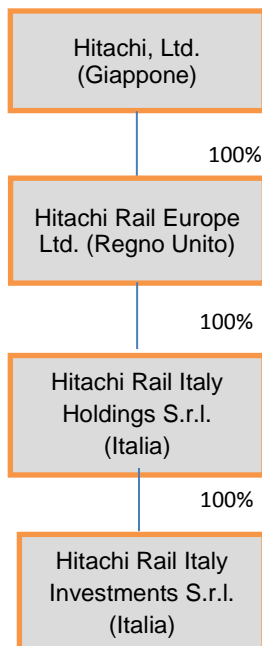 Hitachi, Ltd.
(Giappone)
100%
Hitachi Rail Europe
Ltd. (Regno Unito)
100%
Hitachi Rail Italy
Holdings S.r.l.
(Italia)
100%
Hitachi Rail Italy
Investments S.r.l.
(Italia)